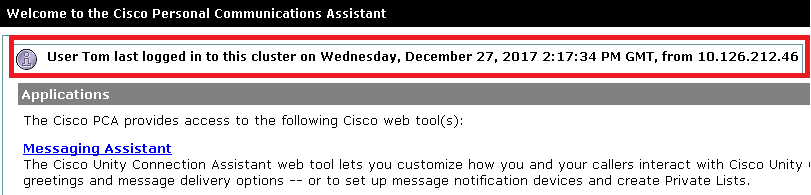 Welcome to the Cisco Personal Communications Assistant
User Tom last logged in to this cluster on Wednesday, December 27, 2017 2:17:34 PM GMT, from 10.126.212.46
Applications
The Cisco PCA provides access to the following Cisco web tool(s):
Messaging Assistant
The Cisco Unity Connection Assistant web tool lets you customize how you and your callers interact with Cisco Unity
greetings and message delivery options -- or to set up message notification devices and create Private Lists.